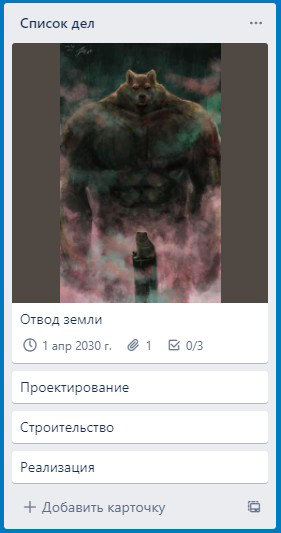 Список дел
Отвод земли
1 апр 2030 г. 1 0/3
Проектирование
Строительство
Реализация
Добавить карточку